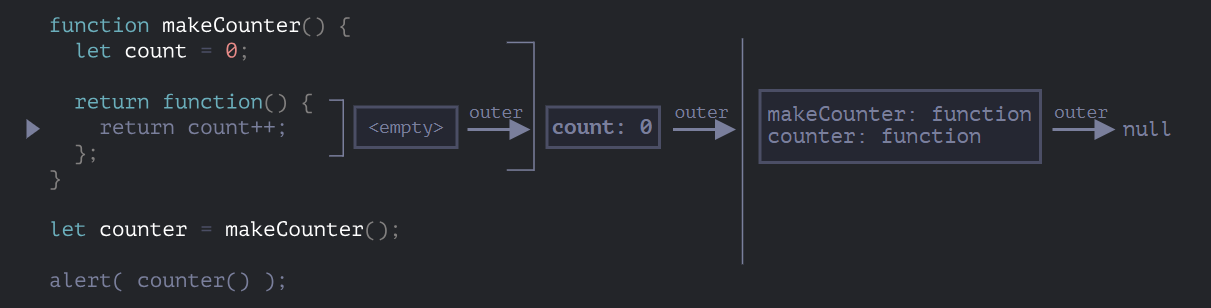 function makeCounter() {
let count = 0;
return function() {
return count++;
};
}
let counter = makeCounter();
alert( counter() );
<empty>
outer
count: 0
outer
makeCounter: function
counter: function
outer
null